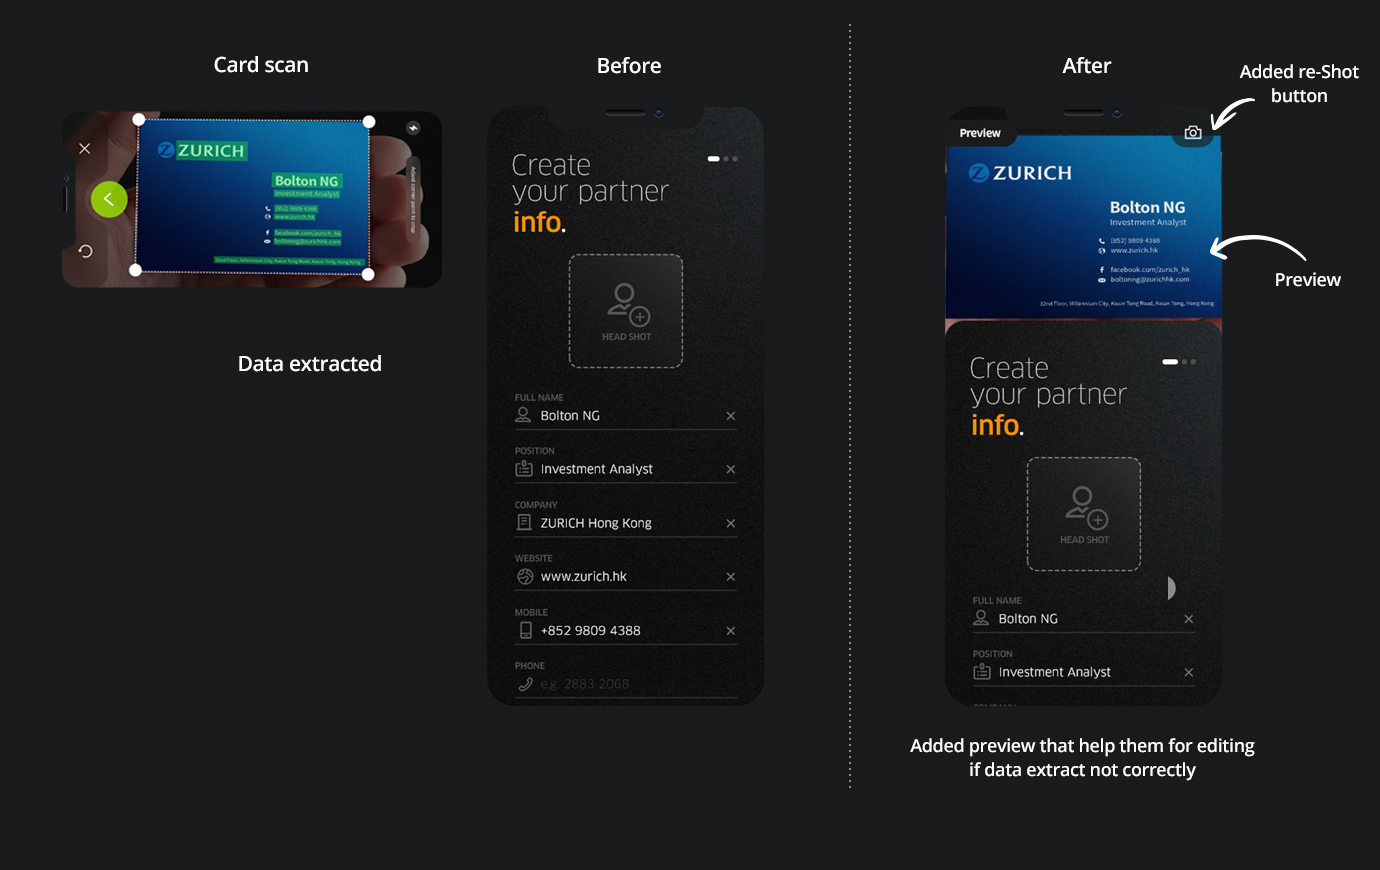 Card scan
ZURICH
Bolton NG
Investment Analyst
(852) 9809 4388
www.zurich.hk
facebook.com/zurich_hk
boltonng@zurichhk.com
32nd Floor, Millennium City, Kwun Tong Road, Kwun Tong, Hong Kong
Adjust corner point to crop
Data extracted
Before
Create
your partner
info.
HEAD SHOT
FULL NAME
Bolton NG
POSITION
Investment Analyst
COMPANY
ZURICH Hong Kong
WEBSITE
www.zurich.hk
MOBILE
+852 9809 4388
PHONE
e.g. 2883 2068
After
Added re-Shot
button
Preview
ZURICH
Bolton NG
Investment Analyst
(852) 9809 4388
www.zurich.hk
facebook.com/zurich_hk
boltonng@zurichhk.com
32nd Floor, Millennium City, Kwun Tong Road, Kwun Tong, Hong Kong
Preview
Create
your partner
info.
HEAD SHOT
FULL NAME
Bolton NG
POSITION
Investment Analyst
COMPANY
Added preview that help them for editing
if data extract not correctly